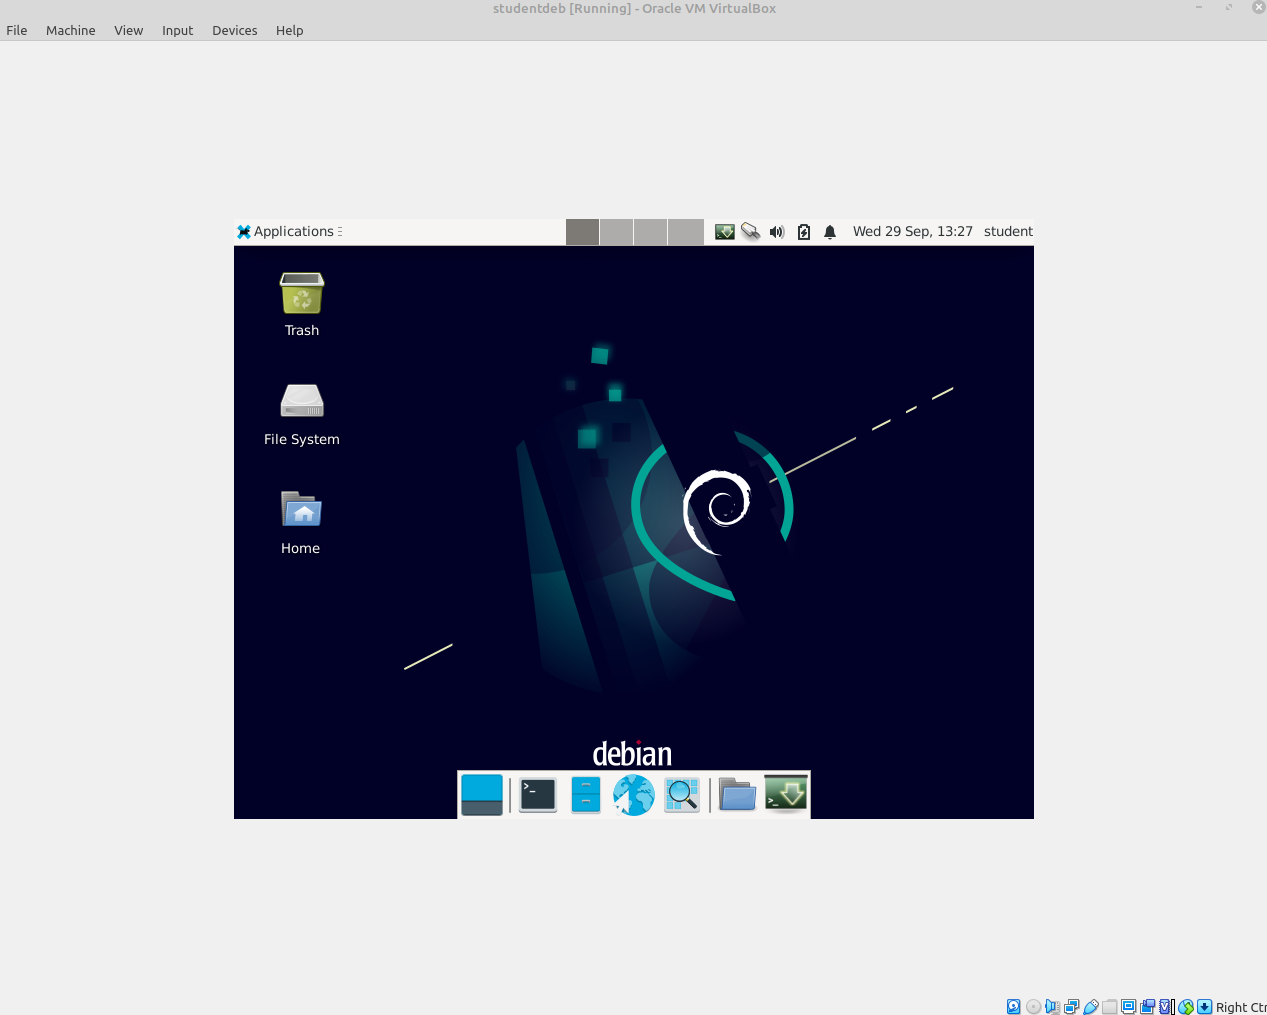 studentdeb [Running] - Oracle VM VirtualBox
File Machine View Input Devices Help
Applications Wed 29 Sep, 13:27 student
Trash
File System
Home
debian
Right Ctr